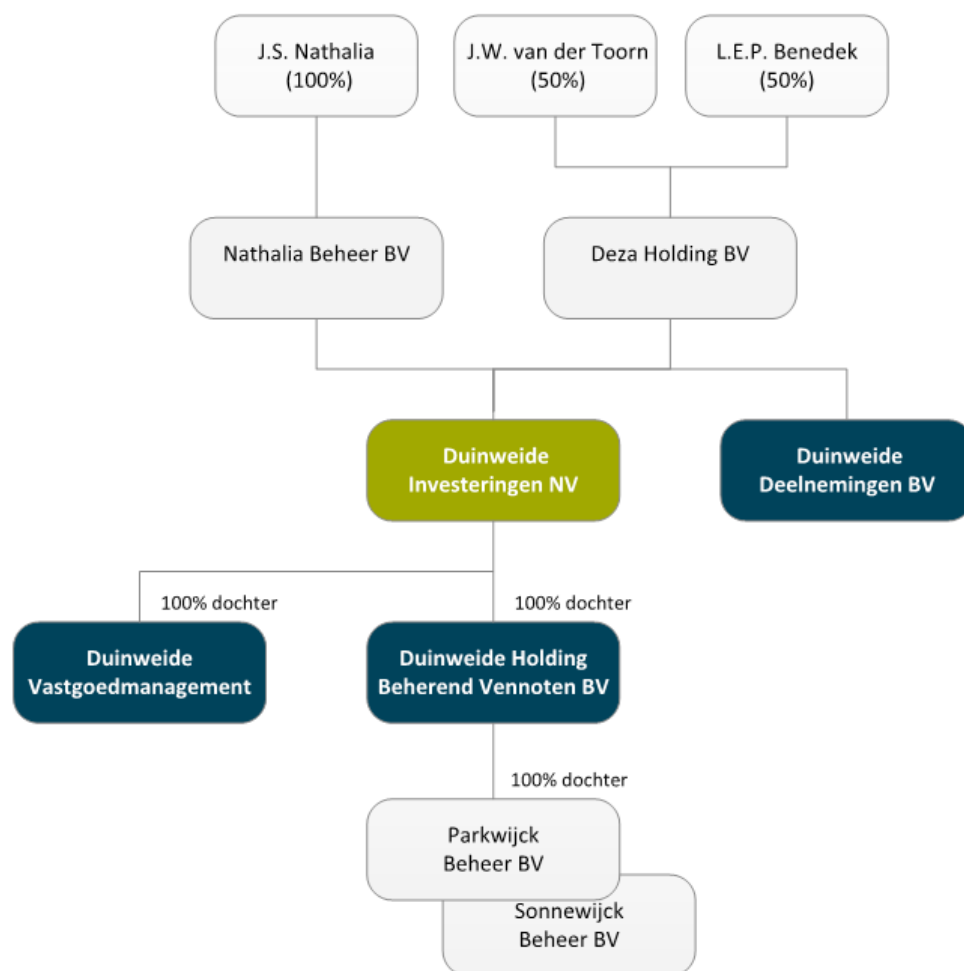 J.S. Nathalia
(100%)
J.W. van der Toorn
(50%)
L.E.P. Benedek
(50%)
Nathalia Beheer BV
Deza Holding BV
Duinweide
Investeringen NV
Duinweide
Deelnemingen BV
100% dochter
100% dochter
Duinweide
Vastgoedmanagement
Duinweide Holding
Beherend Vennoten BV
100% dochter
Parkwijck
Beheer BV
Sonnewijck
Beheer BV